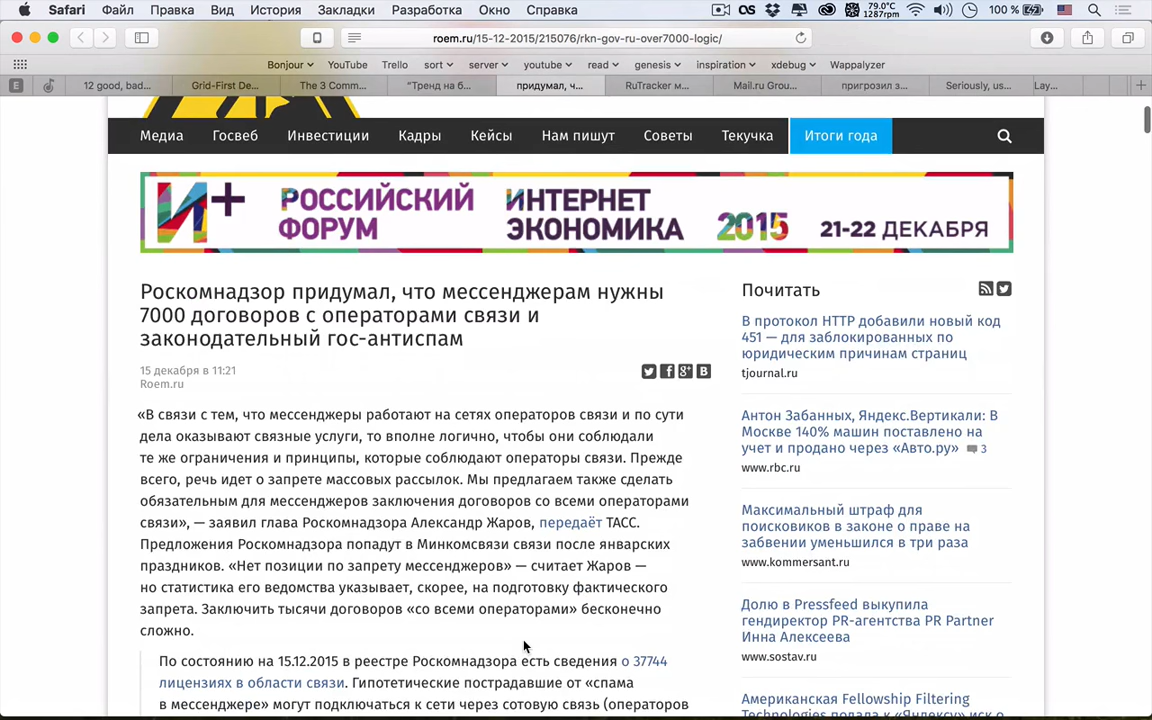 Safari Файл Правка Вид История Закладки Разработка Окно Справка 79.0°C 1287rpm 100 %
roem.ru/15-12-2015/215076/rkn-gov-ru-over7000-logic/
Bonjour YouTube Trello sort server youtube read genesis inspiration xdebug Wappalyzer
E 12 good, bad... Grid-First De... The 3 Comm... "Тренд на б... придумал, ч... RuTracker м... Mail.ru Grou... пригрозил з... Seriously, us... Lay...
Медиа Госвеб Инвестиции Кадры Кейсы Нам пишут Советы Текучка Итоги года
И+ РОССИЙСКИЙ ФОРУМ ИНТЕРНЕТ ЭКОНОМИКА 2015 21-22 ДЕКАБРЯ
Роскомнадзор придумал, что мессенджерам нужны
7000 договоров с операторами связи и
законодательный гос-антиспам
15 декабря в 11:21
Roem.ru
«В связи с тем, что мессенджеры работают на сетях операторов связи и по сути
дела оказывают связные услуги, то вполне логично, чтобы они соблюдали
те же ограничения и принципы, которые соблюдают операторы связи. Прежде
всего, речь идет о запрете массовых рассылок. Мы предлагаем также сделать
обязательным для мессенджеров заключения договоров со всеми операторами
связи», — заявил глава Роскомнадзора Александр Жаров, передаёт ТАСС.
Предложения Роскомнадзора попадут в Минкомсвязи связи после январских
праздников. «Нет позиции по запрету мессенджеров» — считает Жаров —
но статистика его ведомства указывает, скорее, на подготовку фактического
запрета. Заключить тысячи договоров «со всеми операторами» бесконечно
сложно.
По состоянию на 15.12.2015 в реестре Роскомнадзора есть сведения о 37744
лицензиях в области связи. Гипотетические пострадавшие от «спама
в мессенджере» могут подключаться к сети через сотовую связь (операторов
Почитать
В протокол HTTP добавили новый код
451 — для заблокированных по
юридическим причинам страниц
tjournal.ru
Антон Забанных, Яндекс.Вертикали: В
Москве 140% машин поставлено на
учет и продано через «Авто.ру» 3
www.rbc.ru
Максимальный штраф для
поисковиков в законе о праве на
забвении уменьшился в три раза
www.kommersant.ru
Долю в Pressfeed выкупила
гендиректор PR-агентства PR Partner
Инна Алексеева
www.sostav.ru
Американская Fellowship Filtering
Technologies подала к «Яндексу» иск о